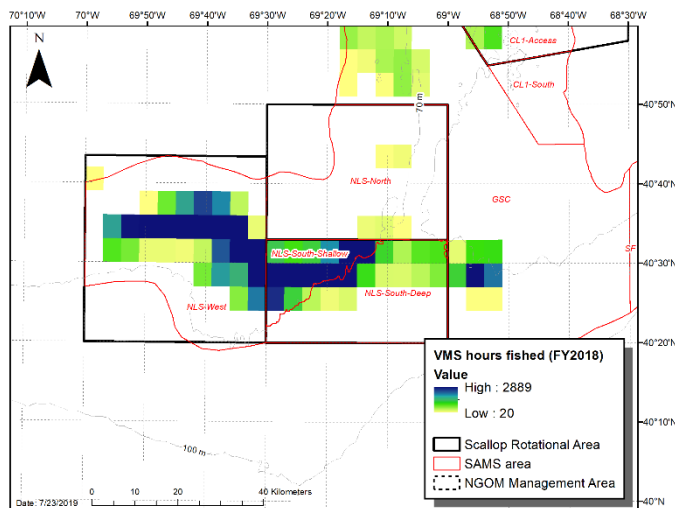 70°10'W 70°0'W 69°50'W 69°40'W 69°30'W 69°20'W 69°10'W 69°0'W 68°50'W 68°40'W 68°30'W
N
CL1-Access
CL1-South
70 m
40°50'N
NLS-North
40°40'N
GSC
NLS-South-Shallow
SF
40°30'N
NLS-South-Deep
NLS-West
40°20'N
VMS hours fished (FY2018)
Value
High : 2889
Low : 20
40°10'N
100 m
Scallop Rotational Area
SAMS area
NGOM Management Area
Date: 7/23/2019
0 10 20 40 Kilometers
40°N